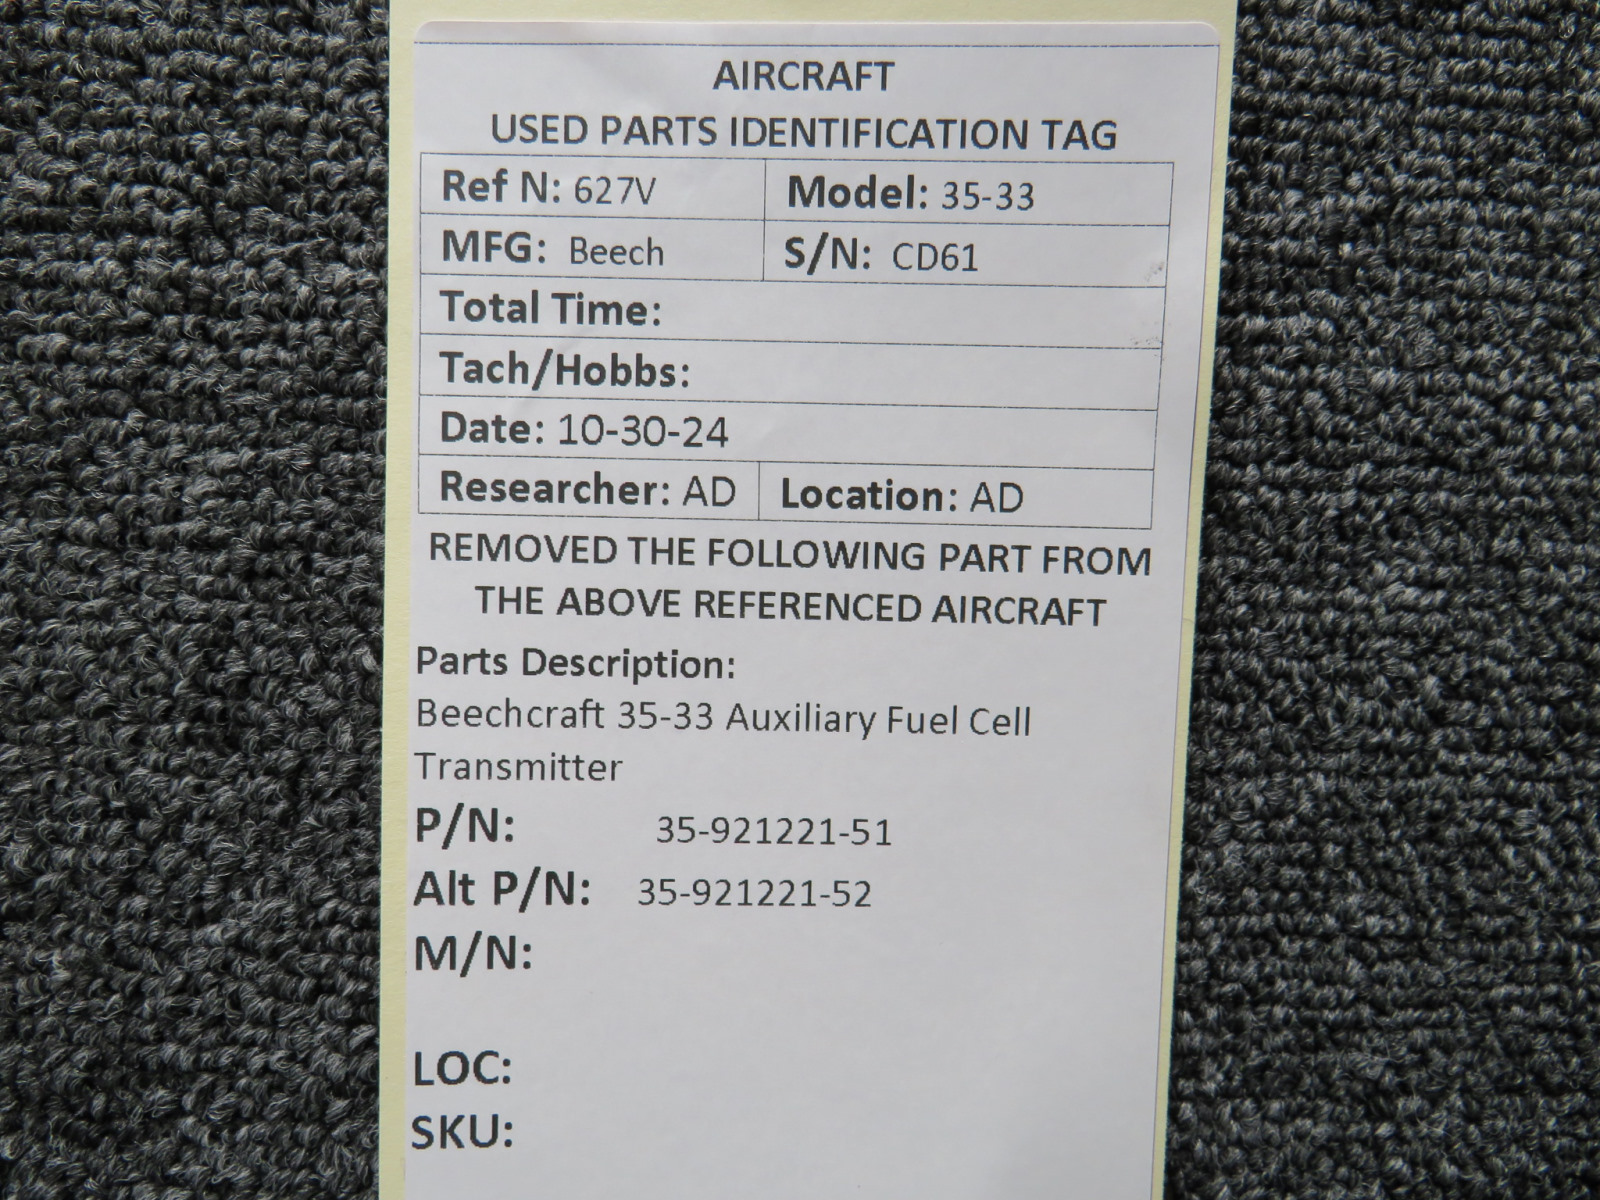 AIRCRAFT
USED PARTS IDENTIFICATION TAG
Ref N: 627V Model: 35-33
MFG: Beech S/N: CD61
Total Time:
Tach/Hobbs:
Date: 10-30-24
Researcher: AD Location: AD
REMOVED THE FOLLOWING PART FROM
THE ABOVE REFERENCED AIRCRAFT
Parts Description:
Beechcraft 35-33 Auxiliary Fuel Cell
Transmitter
P/N: 35-921221-51
Alt P/N: 35-921221-52
M/N:
LOC:
SKU: